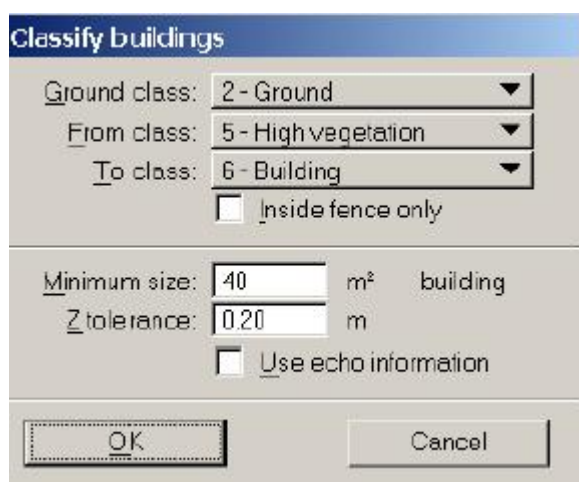 Classify buildings
Ground class: 2 - Ground
From class: 5 - High vegetation
To class: 6 - Building
Inside fence only
Minimum size: 40 m² building
Z tolerance: 0.20 m
Use echo information
OK Cancel